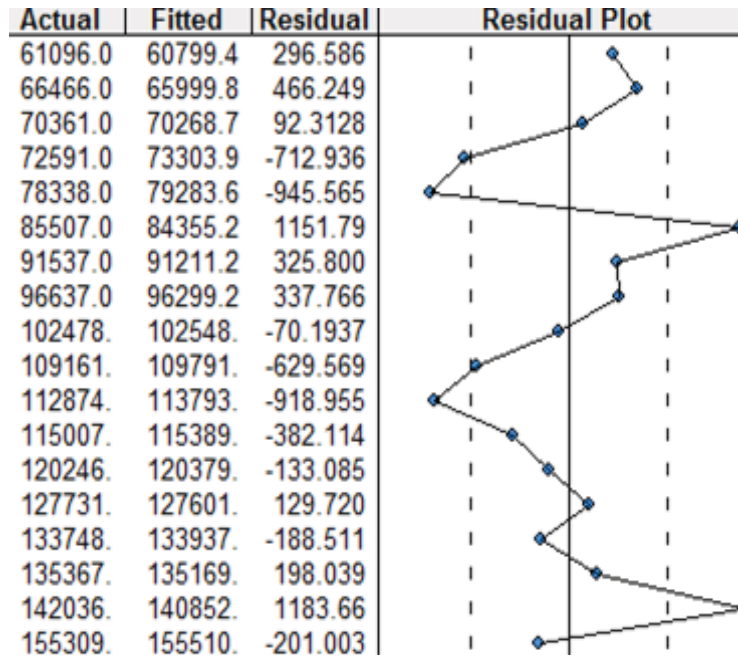 Actual Fitted Residual Residual Plot
61096.0 60799.4 296.586
66466.0 65999.8 466.249
70361.0 70268.7 92.3128
72591.0 73303.9 -712.936
78338.0 79283.6 -945.565
85507.0 84355.2 1151.79
91537.0 91211.2 325.800
96637.0 96299.2 337.766
102478. 102548. -70.1937
109161. 109791. -629.569
112874. 113793. -918.955
115007. 115389. -382.114
120246. 120379. -133.085
127731. 127601. 129.720
133748. 133937. -188.511
135367. 135169. 198.039
142036. 140852. 1183.66
155309. 155510. -201.003